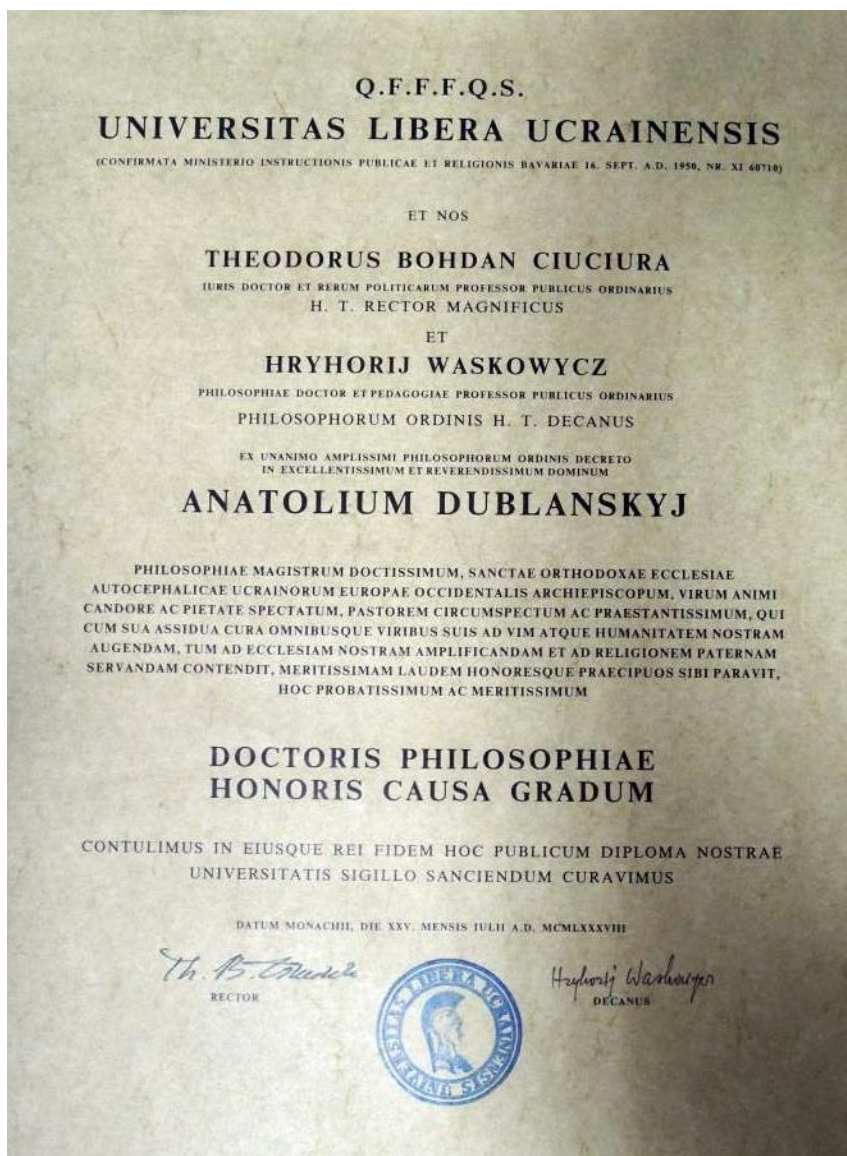 Q.F.F.F.Q.S.
UNIVERSITAS LIBERA UCRAINENSIS
(CONFIRMATA MINISTERIO INSTRUCTIONIS PUBLICAE ET RELIGIONIS BAVARIAE 16. SEPT. A.D. 1950, NR. XI 60710)
ET NOS
THEODORUS BOHDAN CIUCIURA
IURIS DOCTOR ET RERUM POLITICARUM PROFESSOR PUBLICUS ORDINARIUS
H. T. RECTOR MAGNIFICUS
ET
HRYHORIJ WASKOWYCZ
PHILOSOPHIAE DOCTOR ET PEDAGOGIAE PROFESSOR PUBLICUS ORDINARIUS
PHILOSOPHORUM ORDINIS H. T. DECANUS
EX UNANIMO AMPLISSIMI PHILOSOPHORUM ORDINIS DECRETO
IN EXCELLENTISSIMUM ET REVERENDISSIMUM DOMINUM
ANATOLIUM DUBLANSKYJ
PHILOSOPHIAE MAGISTRUM DOCTISSIMUM, SANCTAE ORTHODOXAE ECCLESIAE
AUTOCEPHALICAE UCRAINORUM EUROPAE OCCIDENTALIS ARCHIEPISCOPUM, VIRUM ANIMI
CANDORE AC PIETATE SPECTATUM, PASTOREM CIRCUMSPECTUM AC PRAESTANTISSIMUM, QUI
CUM SUA ASSIDUA CURA OMNIBUSQUE VIRIBUS SUIS AD VIM ATQUE HUMANITATEM NOSTRAM
AUGENDAM, TUM AD ECCLESIAM NOSTRAM AMPLIFICANDAM ET AD RELIGIONEM PATERNAM
SERVANDAM CONTENDIT, MERITISSIMAM LAUDEM HONORESQUE PRAECIPUOS SIBI PARAVIT,
HOC PROBATISSIMUM AC MERITISSIMUM
DOCTORIS PHILOSOPHIAE
HONORIS CAUSA GRADUM
CONTULIMUS IN EIUSQUE REI FIDEM HOC PUBLICUM DIPLOMA NOSTRAE
UNIVERSITATIS SIGILLO SANCIENDUM CURAVIMUS
DATUM MONACHII, DIE XXV. MENSIS IULII A.D. MCMLXXXVIII
Th. B.
RECTOR
Hryhorij Waskowycz
DECANUS